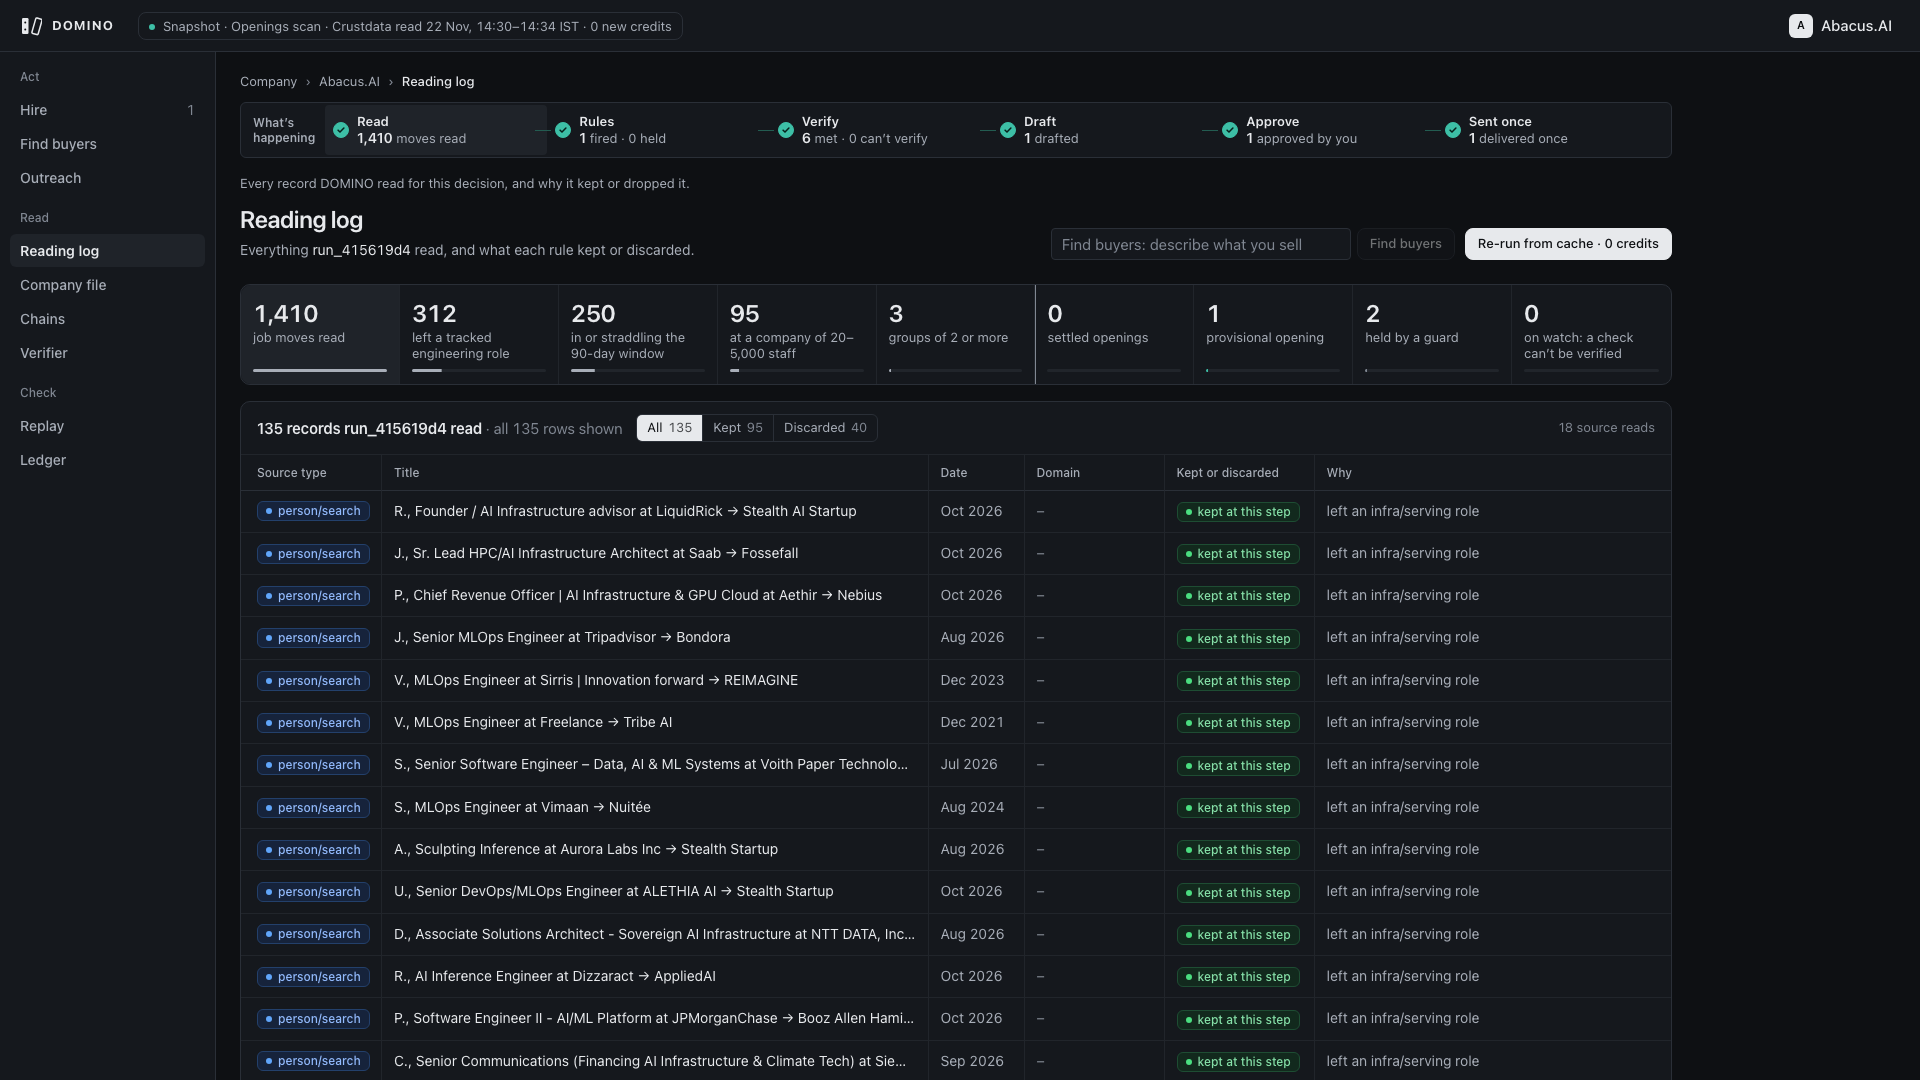 DOMINO
Snapshot · Openings scan · Crustdata read 22 Nov, 14:30–14:34 IST · 0 new credits
A
Abacus.AI
Act
Hire 1
Find buyers
Outreach
Read
Reading log
Company file
Chains
Verifier
Check
Replay
Ledger
Company › Abacus.AI › Reading log
What's happening
Read
1,410 moves read
Rules
1 fired · 0 held
Verify
6 met · 0 can't verify
Draft
1 drafted
Approve
1 approved by you
Sent once
1 delivered once
Every record DOMINO read for this decision, and why it kept or dropped it.
Reading log
Everything run_415619d4 read, and what each rule kept or discarded.
Find buyers: describe what you sell
Find buyers
Re-run from cache · 0 credits
1,410
job moves read
312
left a tracked
engineering role
250
in or straddling the
90-day window
95
at a company of 20–
5,000 staff
3
groups of 2 or more
0
settled openings
1
provisional opening
2
held by a guard
0
on watch: a check
can't be verified
135 records run_415619d4 read · all 135 rows shown
All 135
Kept 95
Discarded 40
18 source reads
Source type Title Date Domain Kept or discarded Why
person/search R., Founder / AI Infrastructure advisor at LiquidRick → Stealth AI Startup Oct 2026 – kept at this step left an infra/serving role
person/search J., Sr. Lead HPC/AI Infrastructure Architect at Saab → Fossefall Oct 2026 – kept at this step left an infra/serving role
person/search P., Chief Revenue Officer | AI Infrastructure & GPU Cloud at Aethir → Nebius Oct 2026 – kept at this step left an infra/serving role
person/search J., Senior MLOps Engineer at Tripadvisor → Bondora Aug 2026 – kept at this step left an infra/serving role
person/search V., MLOps Engineer at Sirris | Innovation forward → REIMAGINE Dec 2023 – kept at this step left an infra/serving role
person/search V., MLOps Engineer at Freelance → Tribe AI Dec 2021 – kept at this step left an infra/serving role
person/search S., Senior Software Engineer – Data, AI & ML Systems at Voith Paper Technolo... Jul 2026 – kept at this step left an infra/serving role
person/search S., MLOps Engineer at Vimaan → Nuitée Aug 2024 – kept at this step left an infra/serving role
person/search A., Sculpting Inference at Aurora Labs Inc → Stealth Startup Aug 2026 – kept at this step left an infra/serving role
person/search U., Senior DevOps/MLOps Engineer at ALETHIA AI → Stealth Startup Oct 2026 – kept at this step left an infra/serving role
person/search D., Associate Solutions Architect - Sovereign AI Infrastructure at NTT DATA, Inc... Aug 2026 – kept at this step left an infra/serving role
person/search R., AI Inference Engineer at Dizzaract → AppliedAI Oct 2026 – kept at this step left an infra/serving role
person/search P., Software Engineer II - AI/ML Platform at JPMorganChase → Booz Allen Hami... Oct 2026 – kept at this step left an infra/serving role
person/search C., Senior Communications (Financing AI Infrastructure & Climate Tech) at Sie... Sep 2026 – kept at this step left an infra/serving role